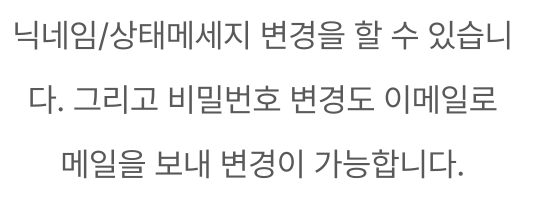 닉네임/상태메세지 변경을 할 수 있습니
다. 그리고 비밀번호 변경도 이메일로
메일을 보내 변경이 가능합니다.